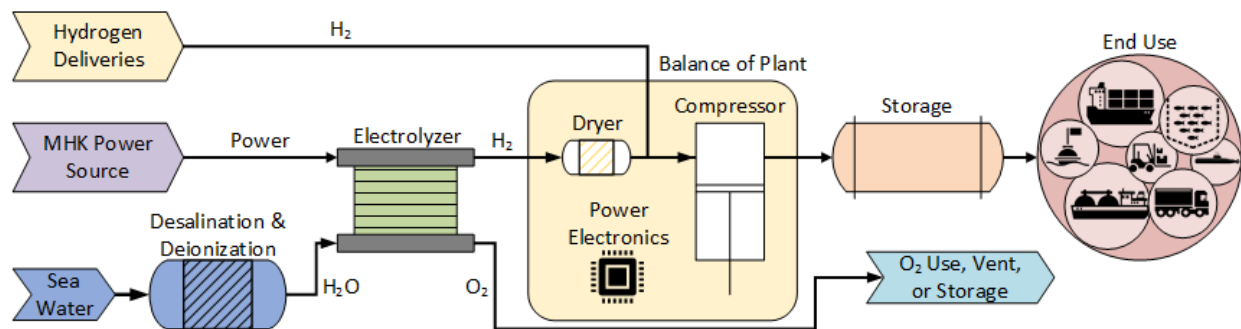 Hydrogen
Deliveries
H₂
Balance of Plant
End Use
Compressor
Storage
Dryer
MHK Power
Source
Power
Electrolyzer
H₂
Power
Electronics
Desalination &
Deionization
Sea
Water
H₂O
O₂
O₂ Use, Vent,
or Storage